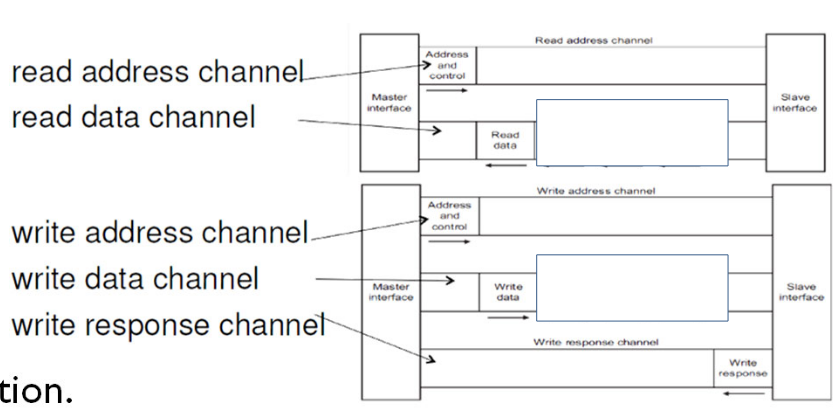 read address channel
read data channel
Read address channel
Address
and
control
Master
interface
Slave
interface
Read
data
write address channel
write data channel
write response channel
Write address channel
Address
and
control
Master
interface
Slave
interface
Write
data
Write response channel
Write
response
tion.